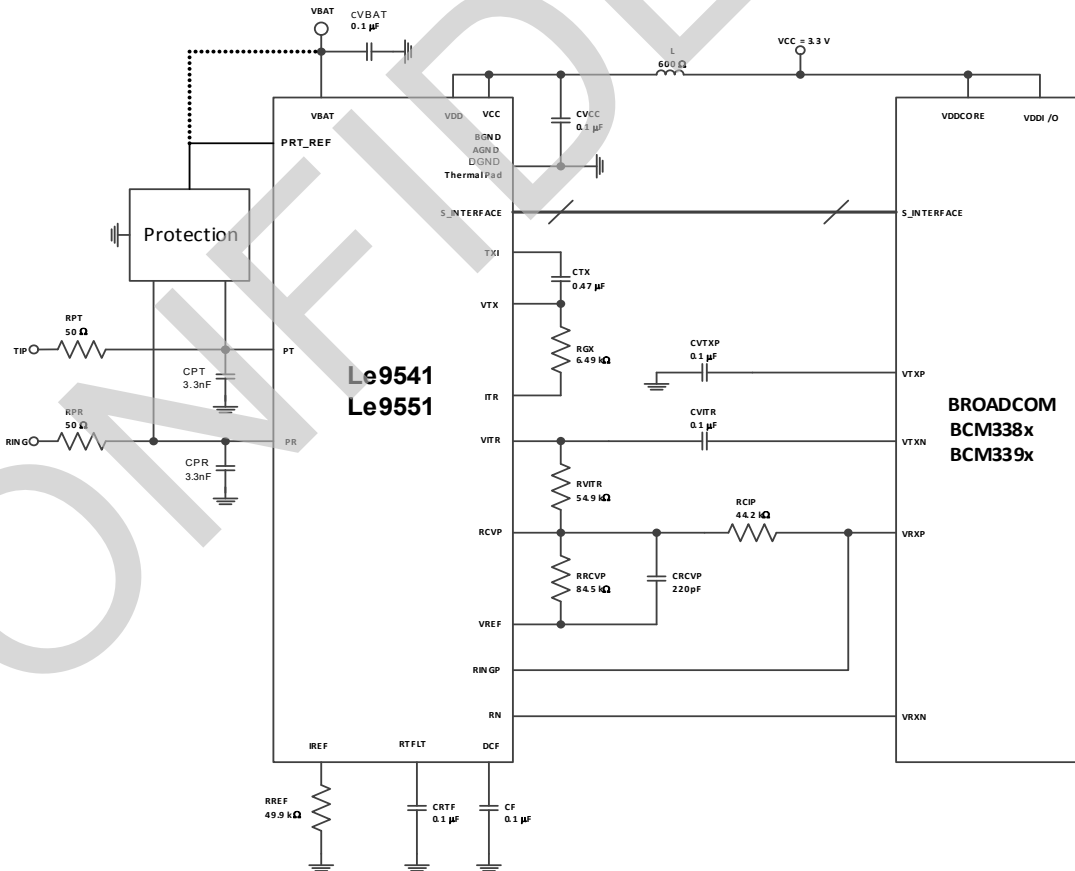 VBAT
cVBAT
0.1 µF
L
600 Ω
VCC = 3.3 V
VBAT
VDD
VCC
VDDCORE
VDDI /O
PRT_REF
CVCC
0.1 µF
BGND
AGND
DGND
ThermalPad
S_INTERFACE
S_INTERFACE
Protection
TXI
CTX
0.47 µF
VTX
RPT
50 Ω
TIP
PT
RGX
6.49 kΩ
CVTXP
0.1 µF
VTXP
CPT
3.3nF
Le9541
Le9551
ITR
BROADCOM
BCM338x
BCM339x
RPR
50 Ω
RING
PR
VITR
CVITR
0.1 µF
VTXN
CPR
3.3nF
RVITR
54.9 kΩ
RCIP
44.2 kΩ
RCVP
VRXP
RRCVP
84.5 kΩ
CRCVP
220pF
VREF
RINGP
RN
VRXN
IREF
RTFLT
DCF
RREF
49.9 kΩ
CRTF
0.1 µF
CF
0.1 µF
ONFIDE